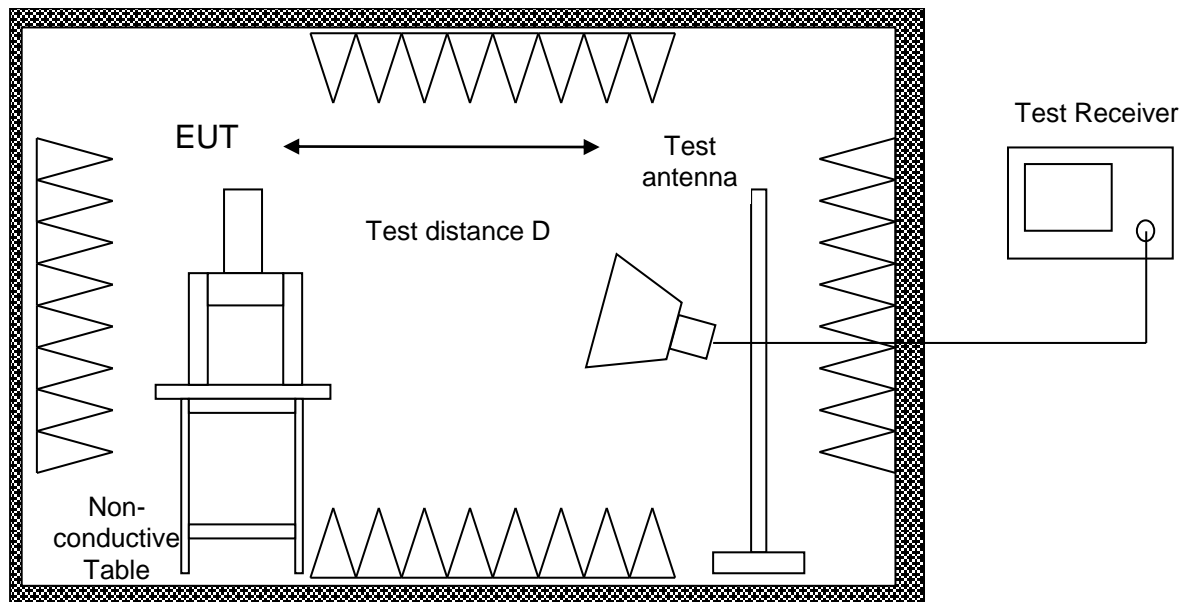 Test Receiver
EUT
Test
antenna
Test distance D
Non-
conductive
Table